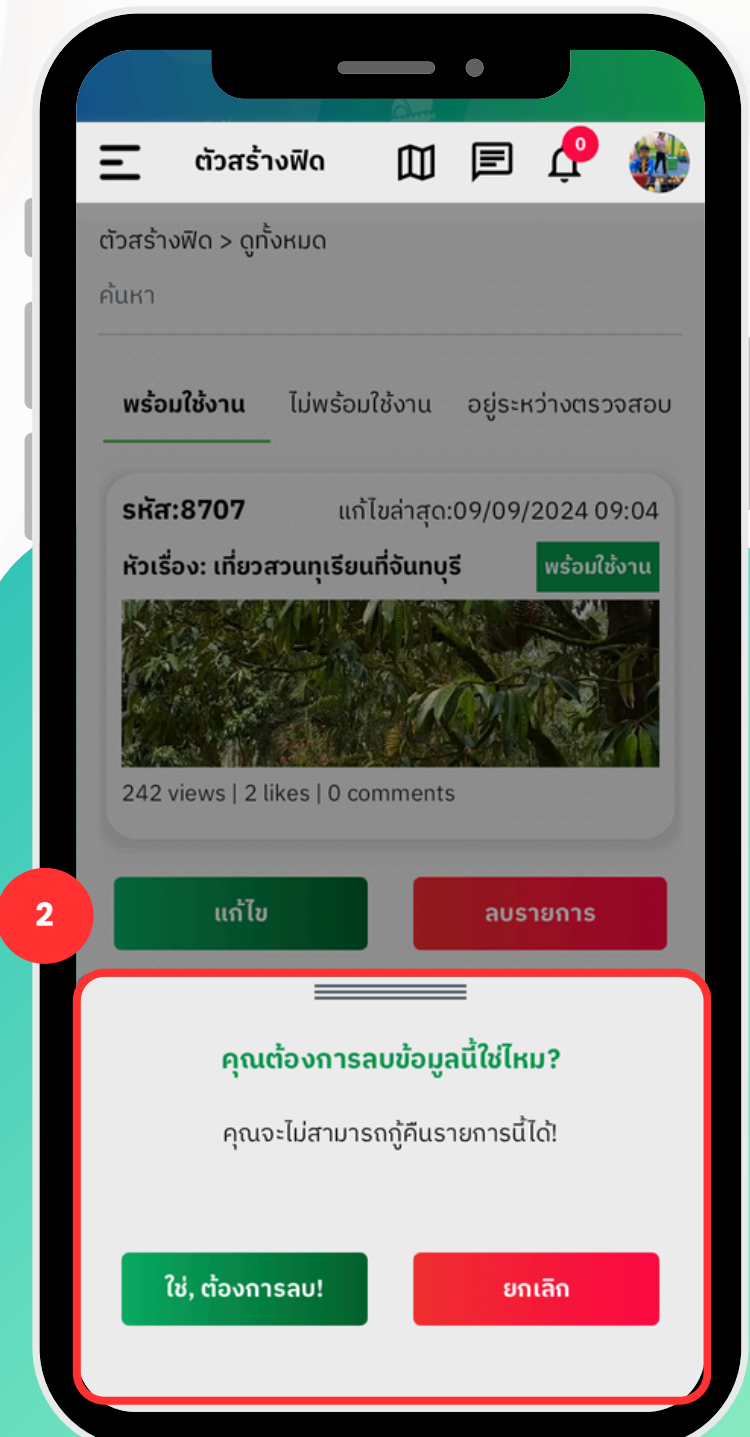 ตัวสร้างฟีด
0
ตัวสร้างฟีด > ดูทั้งหมด
ค้นหา
พร้อมใช้งาน ไม่พร้อมใช้งาน อยู่ระหว่างตรวจสอบ
รหัส:8707 แก้ไขล่าสุด:09/09/2024 09:04
หัวเรื่อง: เที่ยวสวนทุเรียนที่จันทบุรี พร้อมใช้งาน
242 views | 2 likes | 0 comments
2
แก้ไข ลบรายการ
คุณต้องการลบข้อมูลนี้ใช่ไหม?
คุณจะไม่สามารถกู้คืนรายการนี้ได้!
ใช่, ต้องการลบ! ยกเลิก